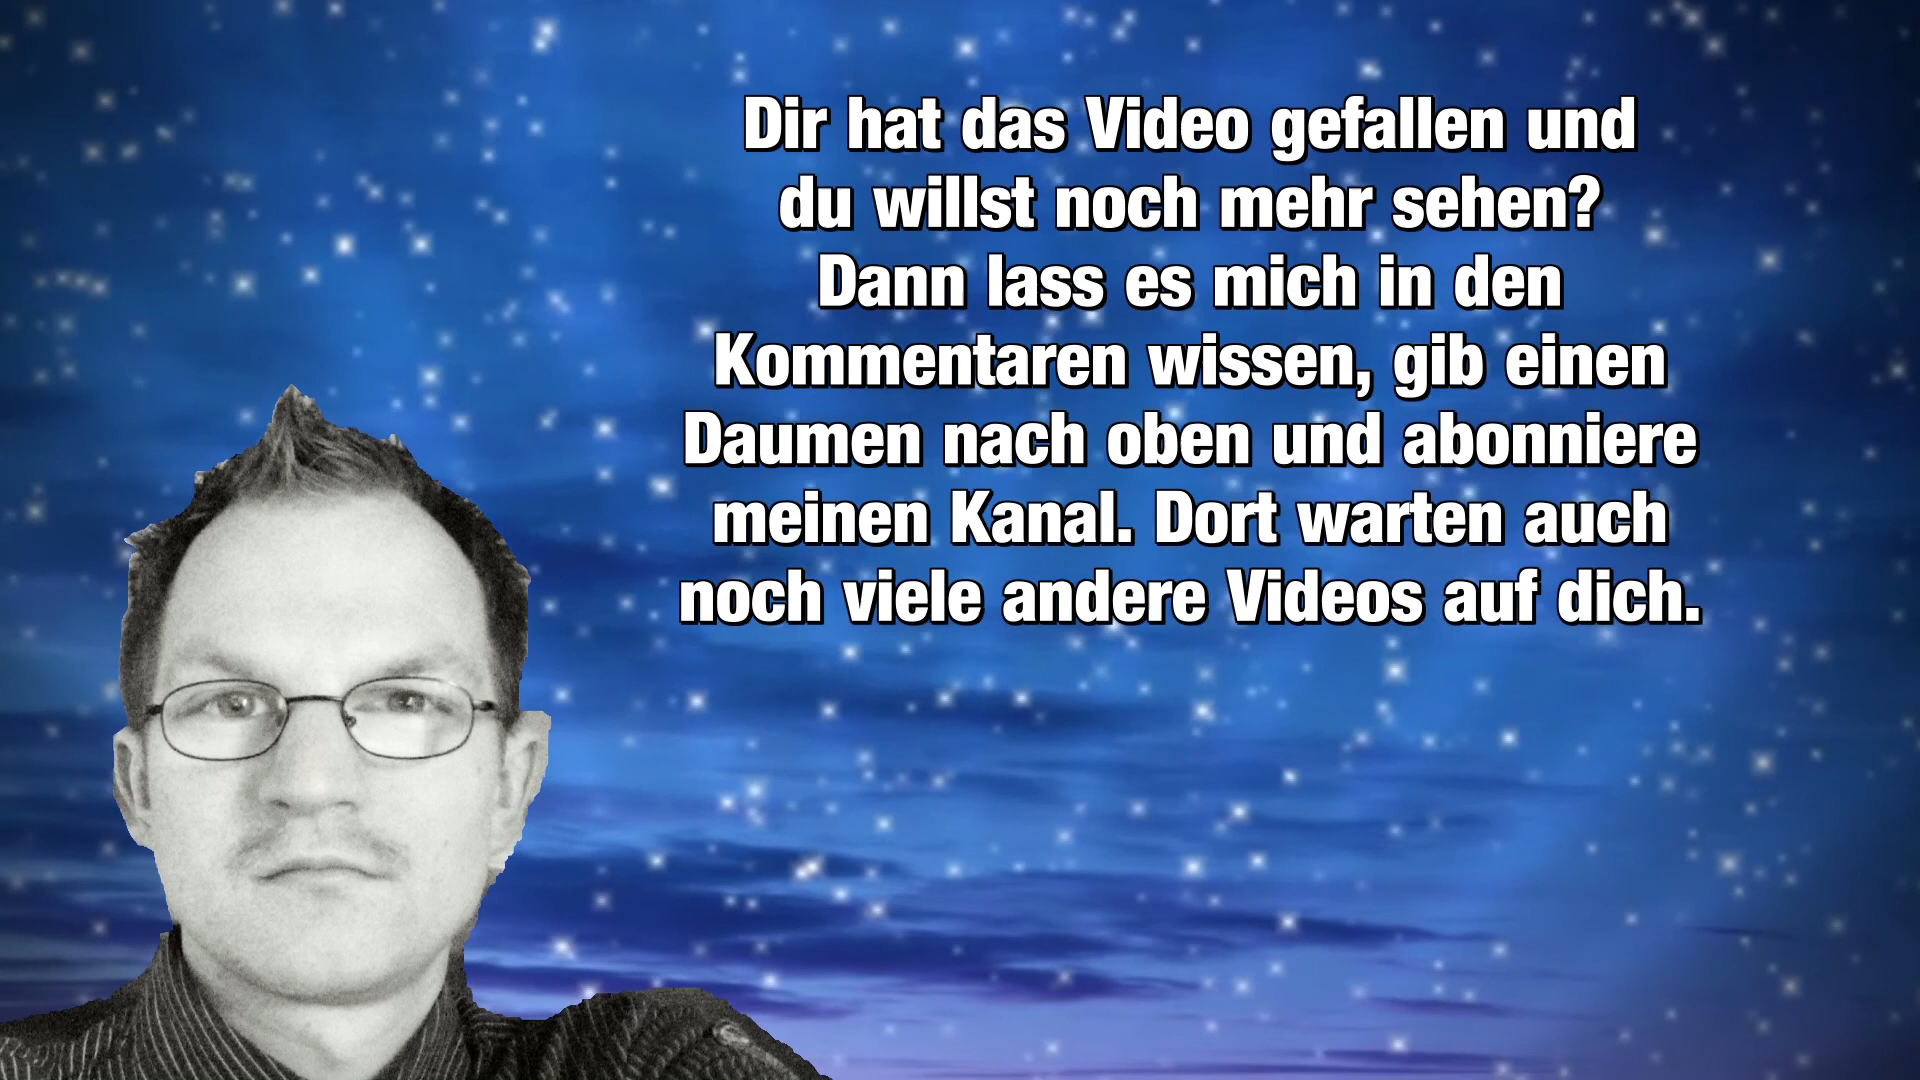 Dir hat das Video gefallen und
du willst noch mehr sehen?
Dann lass es mich in den
Kommentaren wissen, gib einen
Daumen nach oben und abonniere
meinen Kanal. Dort warten auch
noch viele andere Videos auf dich.